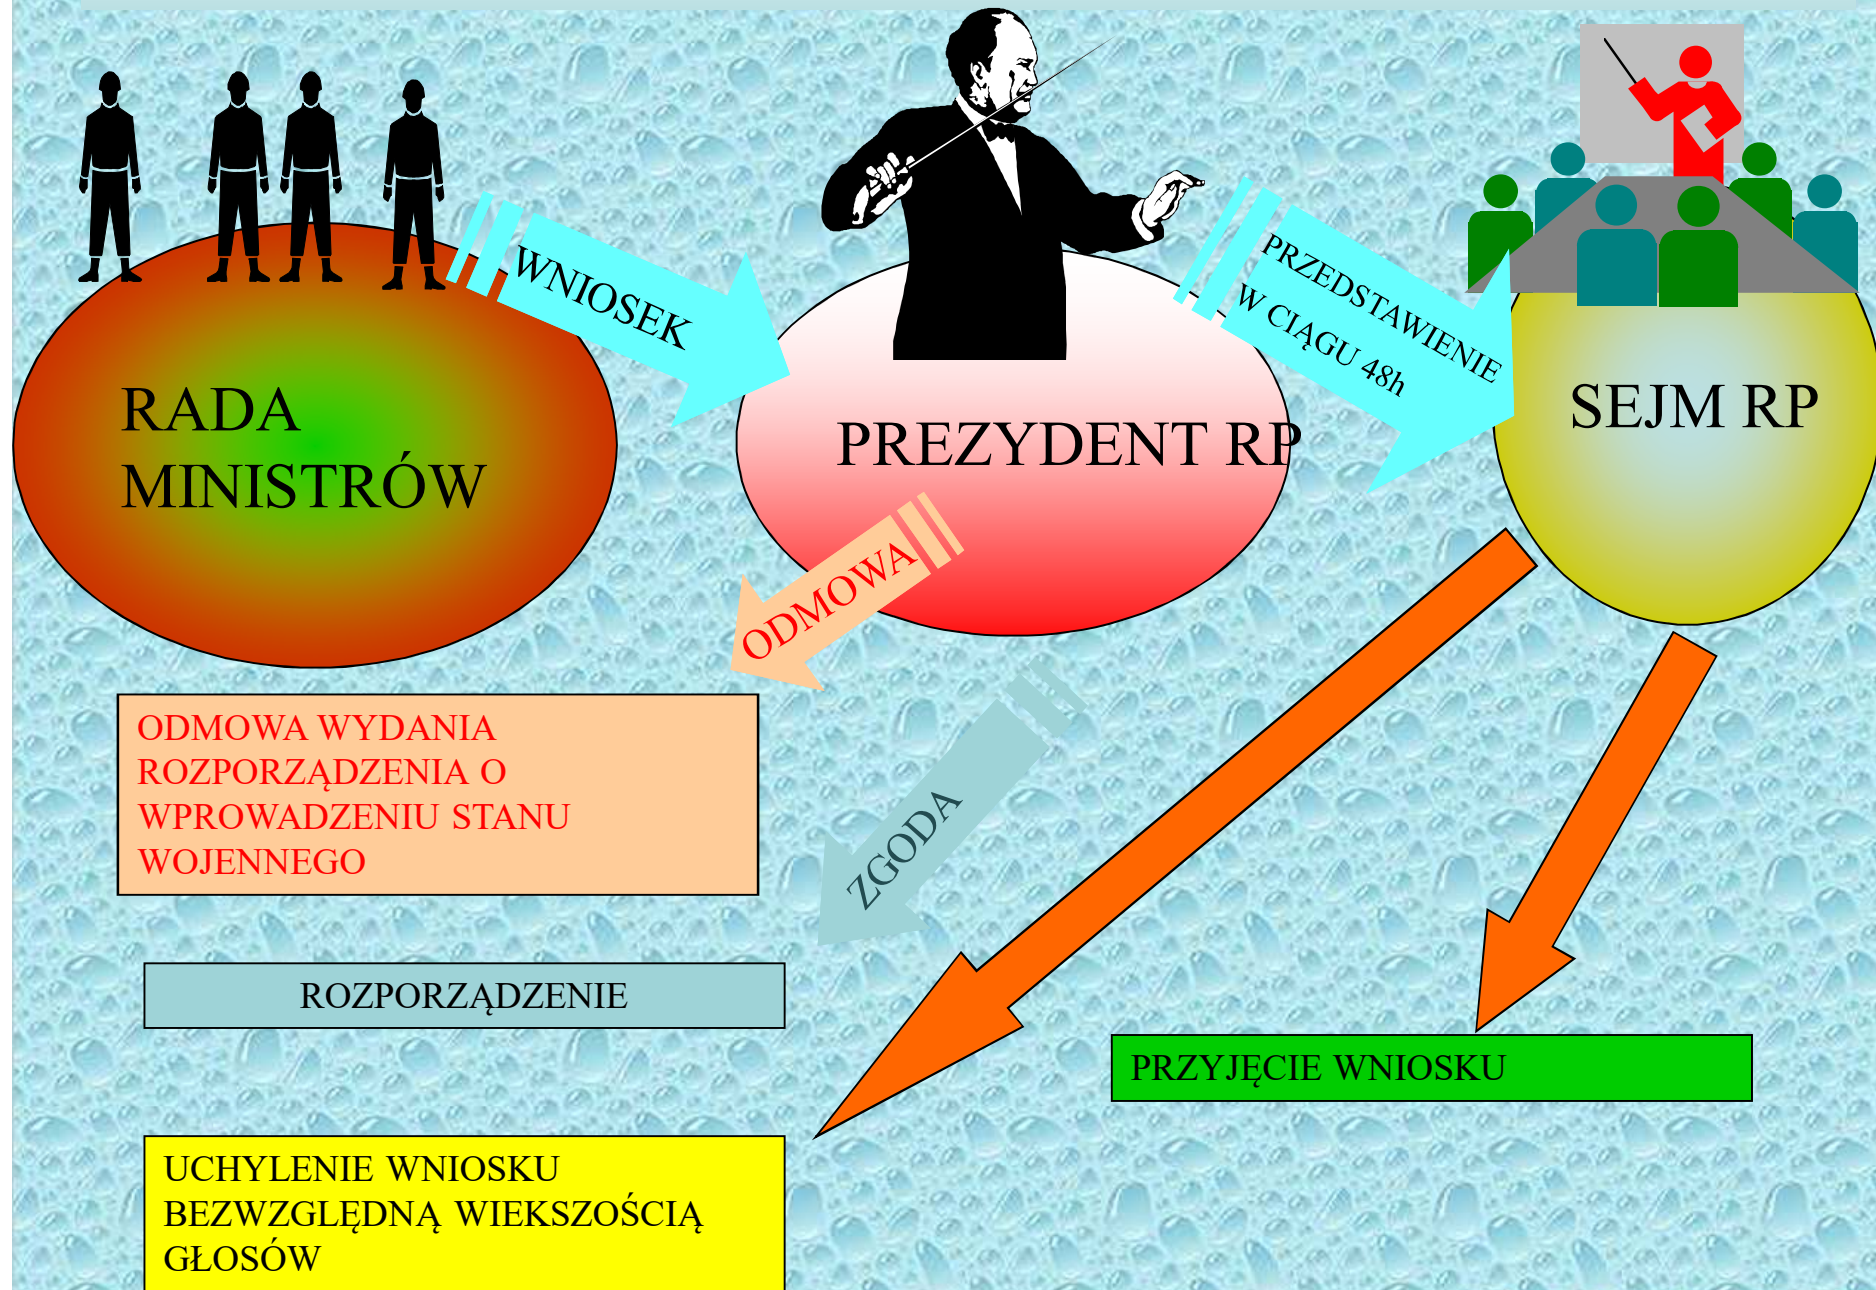 RADA
MINISTRÓW
WNIOSEK
PREZYDENT RP
PRZEDSTAWIENIE
W CIĄGU 48h
SEJM RP
ODMOWA
ODMOWA WYDANIA
ROZPORZĄDZENIA O
WPROWADZENIU STANU
WOJENNEGO
ZGODA
ROZPORZĄDZENIE
PRZYJĘCIE WNIOSKU
UCHYLENIE WNIOSKU
BEZWZGLĘDNĄ WIEKSZOŚCIĄ
GŁOSÓW